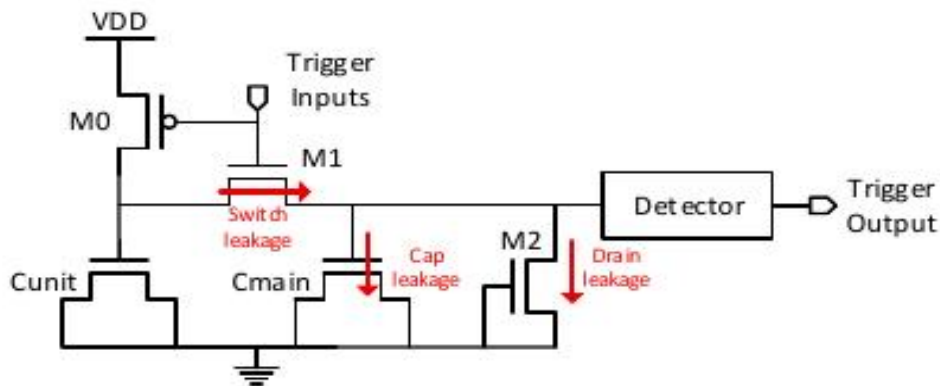 VDD
Trigger
Inputs
M0
M1
Switch
leakage
Detector
Trigger
Output
M2
Cunit
Cmain
Cap
leakage
Drain
leakage